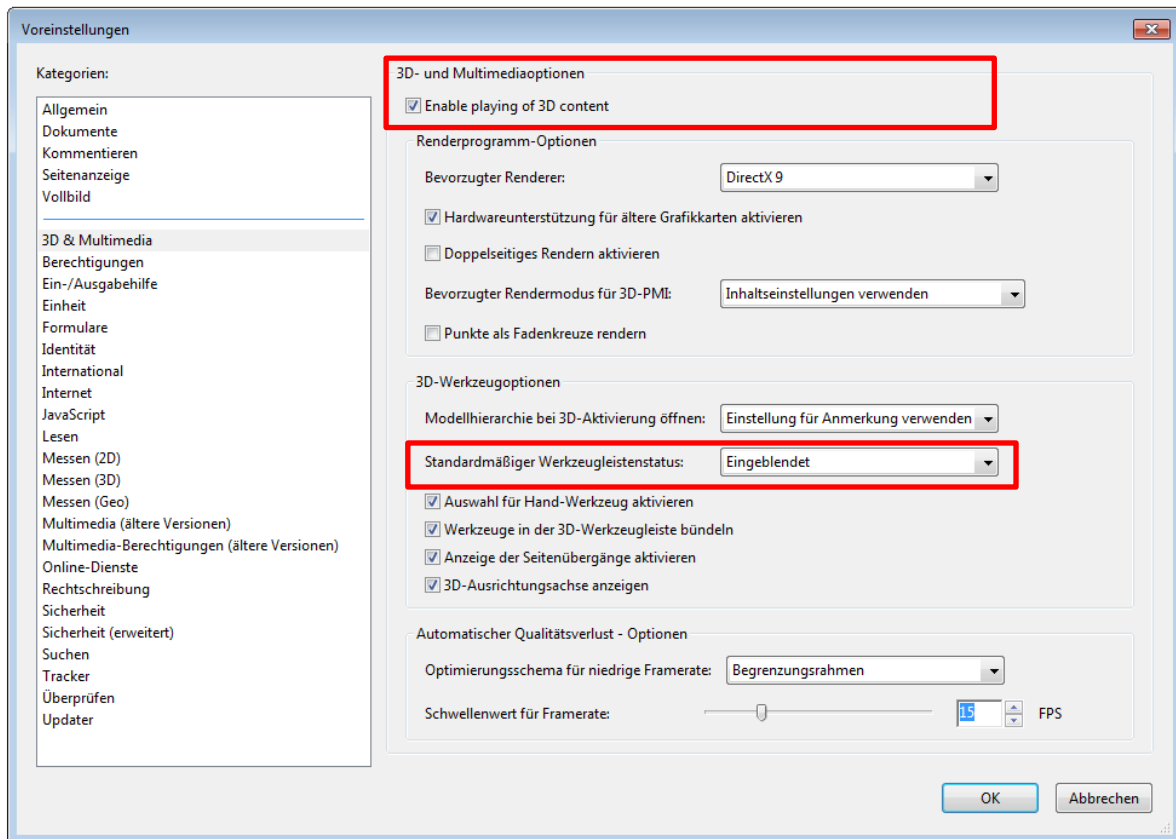 Voreinstellungen
Kategorien:
Allgemein
Dokumente
Kommentieren
Seitenanzeige
Vollbild
3D & Multimedia
Berechtigungen
Ein-/Ausgabehilfe
Einheit
Formulare
Identität
International
Internet
JavaScript
Lesen
Messen (2D)
Messen (3D)
Messen (Geo)
Multimedia (ältere Versionen)
Multimedia-Berechtigungen (ältere Versionen)
Online-Dienste
Rechtschreibung
Sicherheit
Sicherheit (erweitert)
Suchen
Tracker
Überprüfen
Updater
3D- und Multimediaoptionen
Enable playing of 3D content
Renderprogramm-Optionen
Bevorzugter Renderer: DirectX 9
Hardwareunterstützung für ältere Grafikkarten aktivieren
Doppelseitiges Rendern aktivieren
Bevorzugter Rendermodus für 3D-PMI: Inhaltseinstellungen verwenden
Punkte als Fadenkreuze rendern
3D-Werkzeugoptionen
Modellhierarchie bei 3D-Aktivierung öffnen: Einstellung für Anmerkung verwenden
Standardmäßiger Werkzeugleistenstatus: Eingeblendet
Auswahl für Hand-Werkzeug aktivieren
Werkzeuge in der 3D-Werkzeugleiste bündeln
Anzeige der Seitenübergänge aktivieren
3D-Ausrichtungsachse anzeigen
Automatischer Qualitätsverlust - Optionen
Optimierungsschema für niedrige Framerate: Begrenzungsrahmen
Schwellenwert für Framerate: 15 FPS
OK Abbrechen